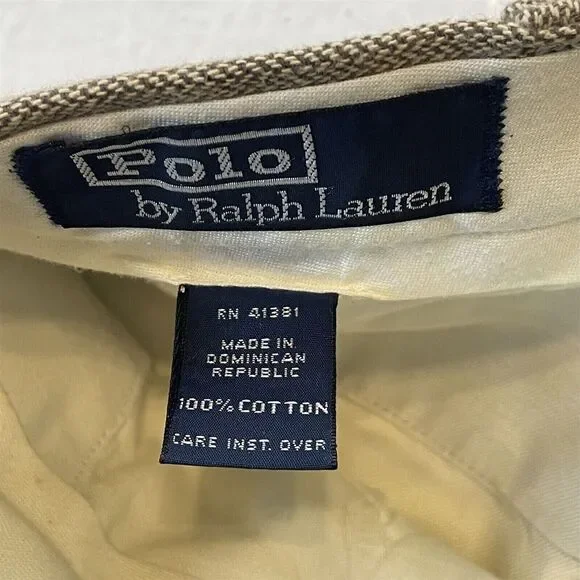 Polo
by Ralph Lauren
RN 41381
MADE IN
DOMINICAN
REPUBLIC
100% COTTON
CARE INST. OVER